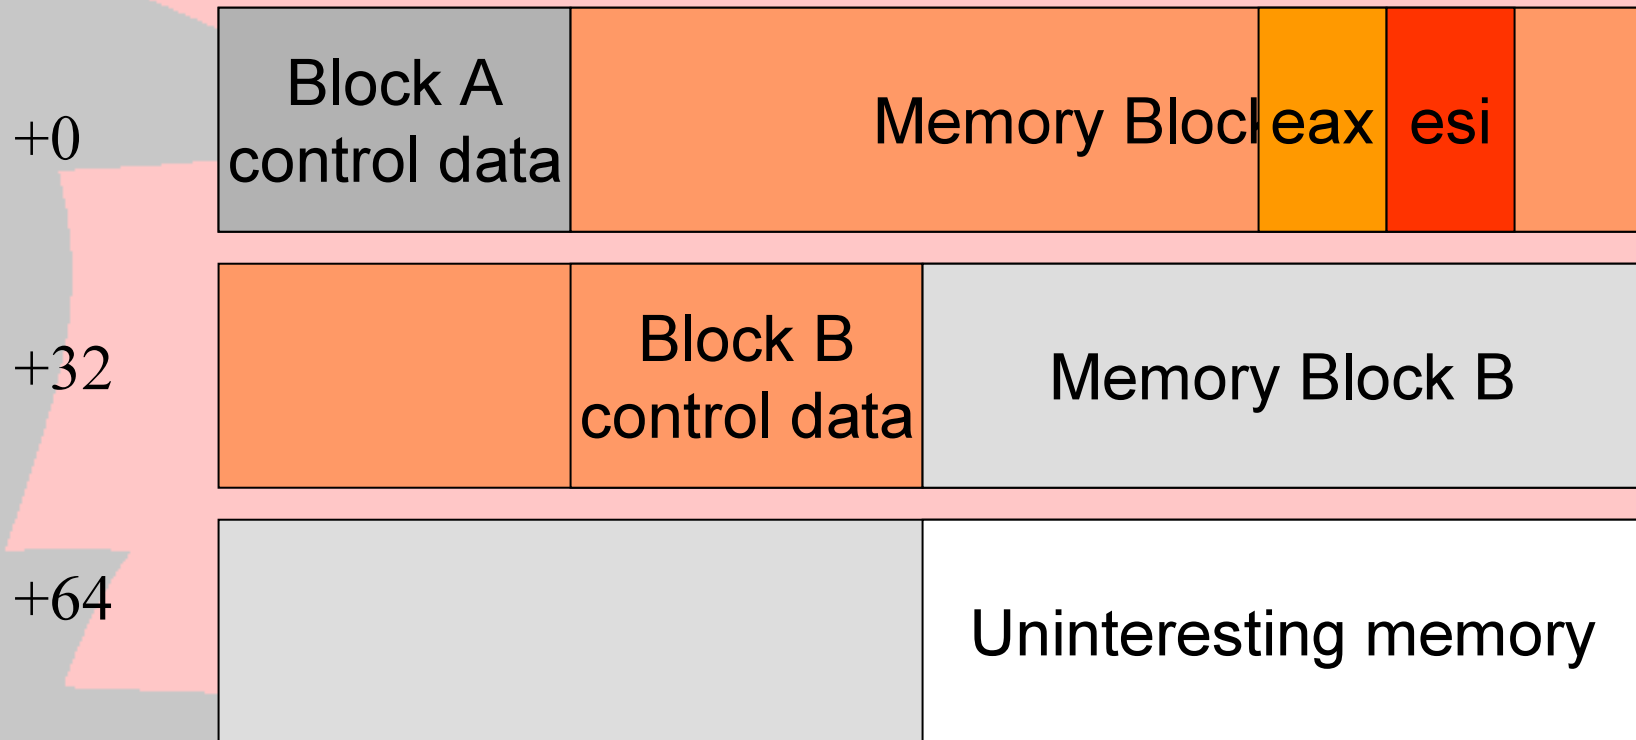 +0
Block A
control data
Memory Block
eax
esi
+32
Block B
control data
Memory Block B
+64
Uninteresting memory